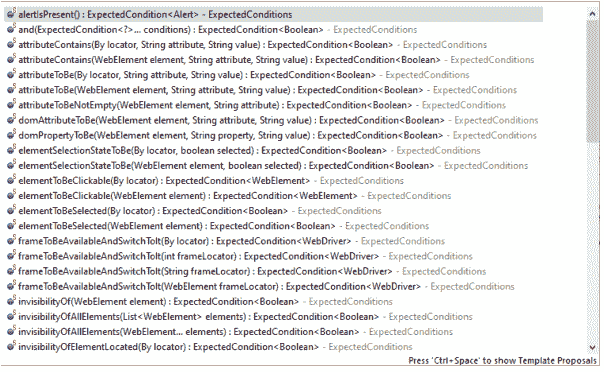 alertIsPresent() : ExpectedCondition<Alert> - ExpectedConditions
and(ExpectedCondition<?>... conditions) : ExpectedCondition<Boolean> - ExpectedConditions
attributeContains(By locator, String attribute, String value) : ExpectedCondition<Boolean> - ExpectedConditions
attributeContains(WebElement element, String attribute, String value) : ExpectedCondition<Boolean> - ExpectedConditions
attributeToBe(By locator, String attribute, String value) : ExpectedCondition<Boolean> - ExpectedConditions
attributeToBe(WebElement element, String attribute, String value) : ExpectedCondition<Boolean> - ExpectedConditions
attributeToBeNotEmpty(WebElement element, String attribute) : ExpectedCondition<Boolean> - ExpectedConditions
domAttributeToBe(WebElement element, String attribute, String value) : ExpectedCondition<Boolean> - ExpectedConditions
domPropertyToBe(WebElement element, String property, String value) : ExpectedCondition<Boolean> - ExpectedConditions
elementSelectionStateToBe(By locator, boolean selected) : ExpectedCondition<Boolean> - ExpectedConditions
elementSelectionStateToBe(WebElement element, boolean selected) : ExpectedCondition<Boolean> - ExpectedConditions
elementToBeClickable(By locator) : ExpectedCondition<WebElement> - ExpectedConditions
elementToBeClickable(WebElement element) : ExpectedCondition<WebElement> - ExpectedConditions
elementToBeSelected(By locator) : ExpectedCondition<Boolean> - ExpectedConditions
elementToBeSelected(WebElement element) : ExpectedCondition<Boolean> - ExpectedConditions
frameToBeAvailableAndSwitchToIt(By locator) : ExpectedCondition<WebDriver> - ExpectedConditions
frameToBeAvailableAndSwitchToIt(int frameLocator) : ExpectedCondition<WebDriver> - ExpectedConditions
frameToBeAvailableAndSwitchToIt(String frameLocator) : ExpectedCondition<WebDriver> - ExpectedConditions
frameToBeAvailableAndSwitchToIt(WebElement frameLocator) : ExpectedCondition<WebDriver> - ExpectedConditions
invisibilityOf(WebElement element) : ExpectedCondition<Boolean> - ExpectedConditions
invisibilityOfAllElements(List<WebElement> elements) : ExpectedCondition<Boolean> - ExpectedConditions
invisibilityOfAllElements(WebElement... elements) : ExpectedCondition<Boolean> - ExpectedConditions
invisibilityOfElementLocated(By locator) : ExpectedCondition<Boolean> - ExpectedConditions
Press 'Ctrl+Space' to show Template Proposals